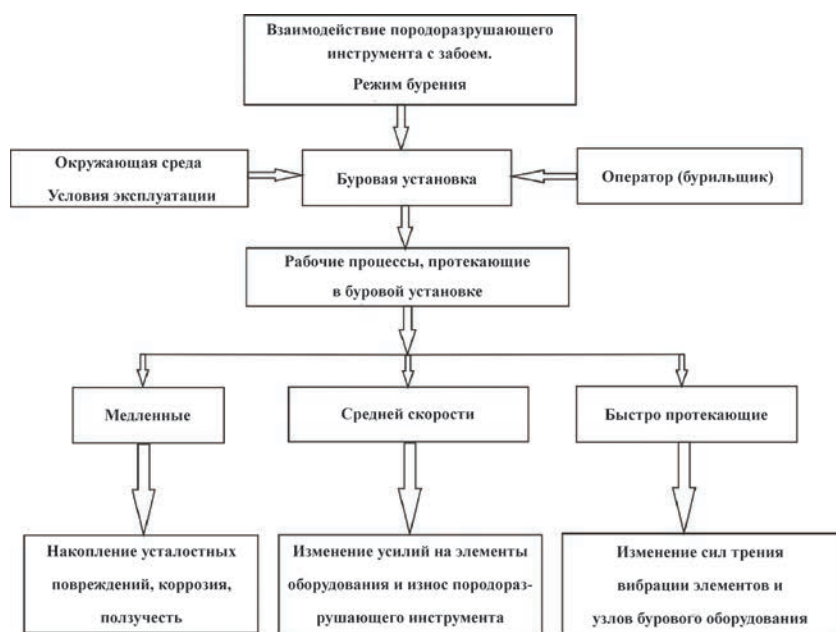 Взаимодействие породоразрушающего
инструмента с забоем.
Режим бурения
Окружающая среда
Условия эксплуатации
Буровая установка
Оператор (бурильщик)
Рабочие процессы, протекающие
в буровой установке
Медленные
Средней скорости
Быстро протекающие
Накопление усталостных
повреждений, коррозия,
ползучесть
Изменение усилий на элементы
оборудования и износ породораз-
рушающего инструмента
Изменение сил трения
вибрации элементов и
узлов бурового оборудования